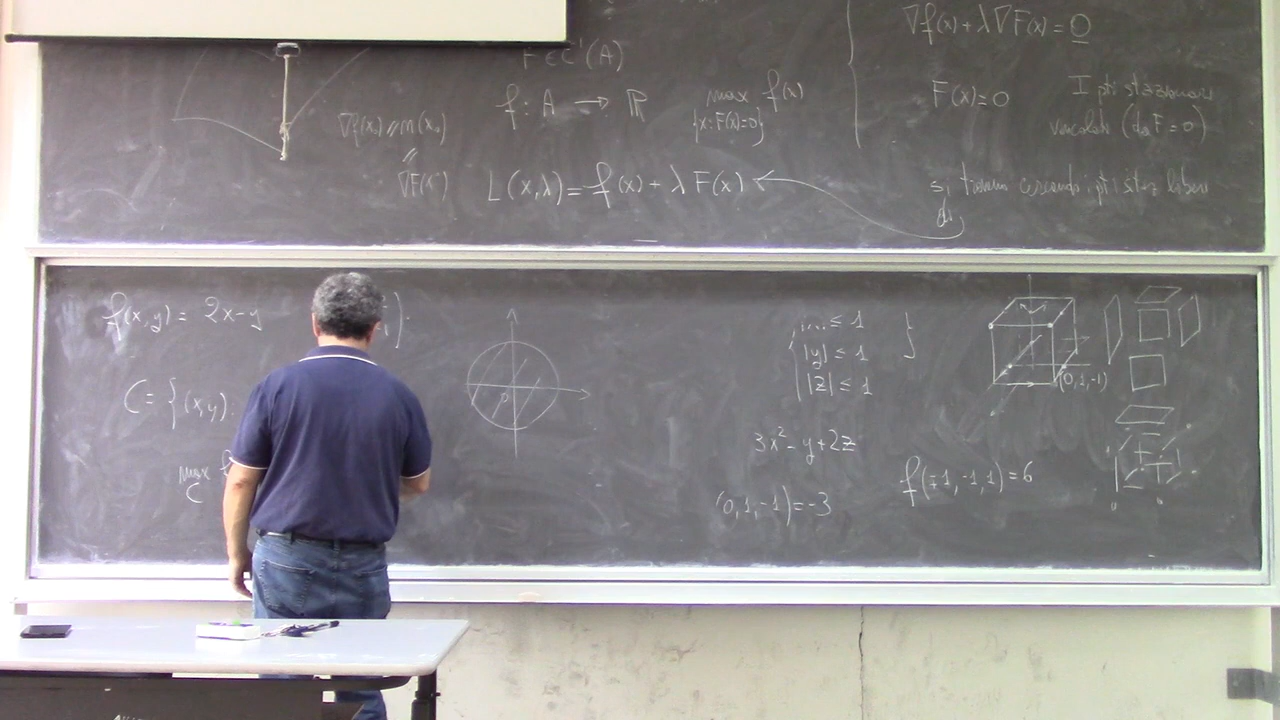 F ∈ C¹(A)
f: A → ℝ
max f(x)
{x: F(x)=0}
∇f(x₀) // n(x₀)
//
L(x,λ) = f(x) + λ F(x)
∇f(x) + λ∇F(x) = 0
F(x)=0
I pti stazionari
vincolati (da F=0)
si trovano cercando i pti staz liberi
di
f(x,y) = 2x-y
C = {(x,y):
max
C
≤ 1
|y| ≤ 1
|z| ≤ 1
3x²-y+2z
(0,1,-1)=-3
(0,1,-1)
f(∓1,-1,1)=6